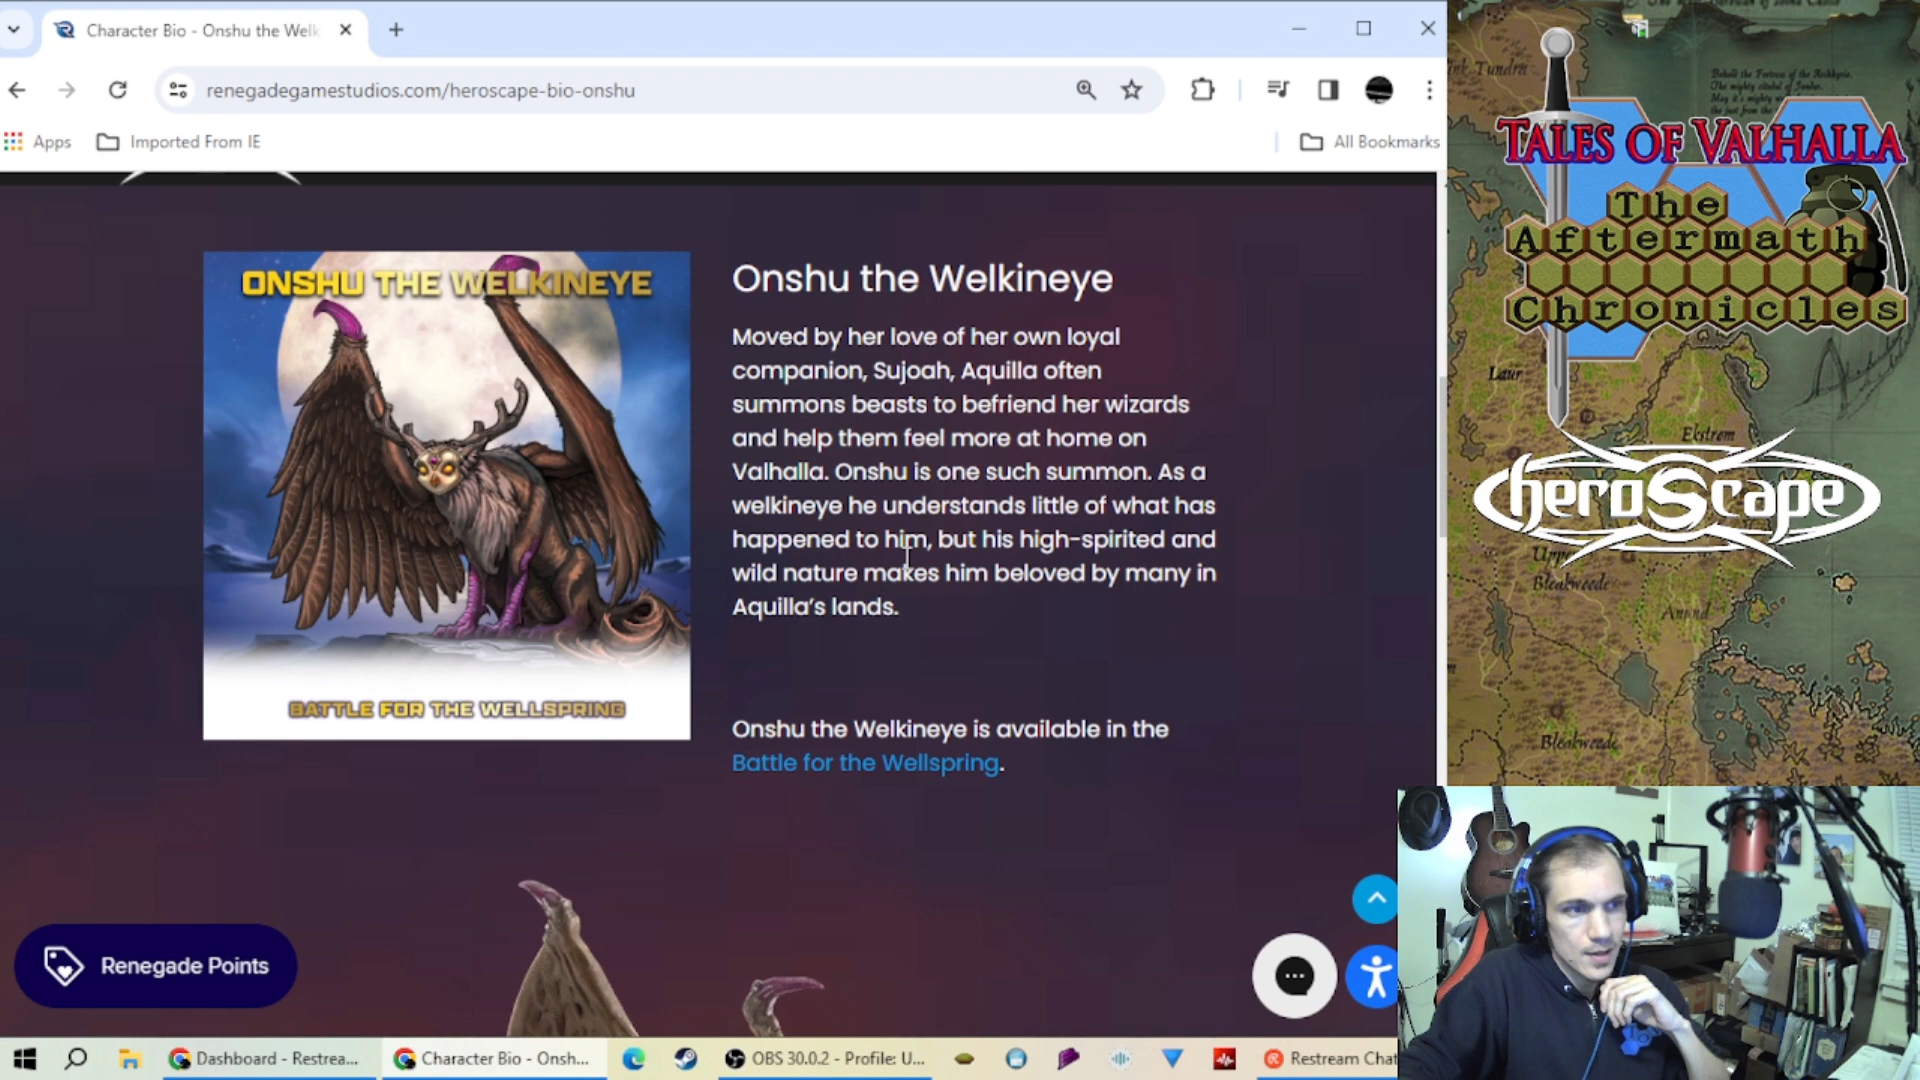 Character Bio - Onshu the Welk
renegadegamestudios.com/heroscape-bio-onshu
Apps
Imported From IE
All Bookmarks
ONSHU THE WELKINEYE
BATTLE FOR THE WELLSPRING
Onshu the Welkineye
Moved by her love of her own loyal
companion, Sujoah, Aquilla often
summons beasts to befriend her wizards
and help them feel more at home on
Valhalla. Onshu is one such summon. As a
welkineye he understands little of what has
happened to him, but his high-spirited and
wild nature makes him beloved by many in
Aquilla's lands.
Onshu the Welkineye is available in the
Battle for the Wellspring.
Renegade Points
TALES OF VALHALLA
The
Aftermath
Chronicles
Laur
Ekstrom
heroScape
Upper
Bleakwoode
Anund
Bleakwoode
Dashboard - Restrea...
Character Bio - Onsh...
OBS 30.0.2 - Profile: U...
Restream Chat